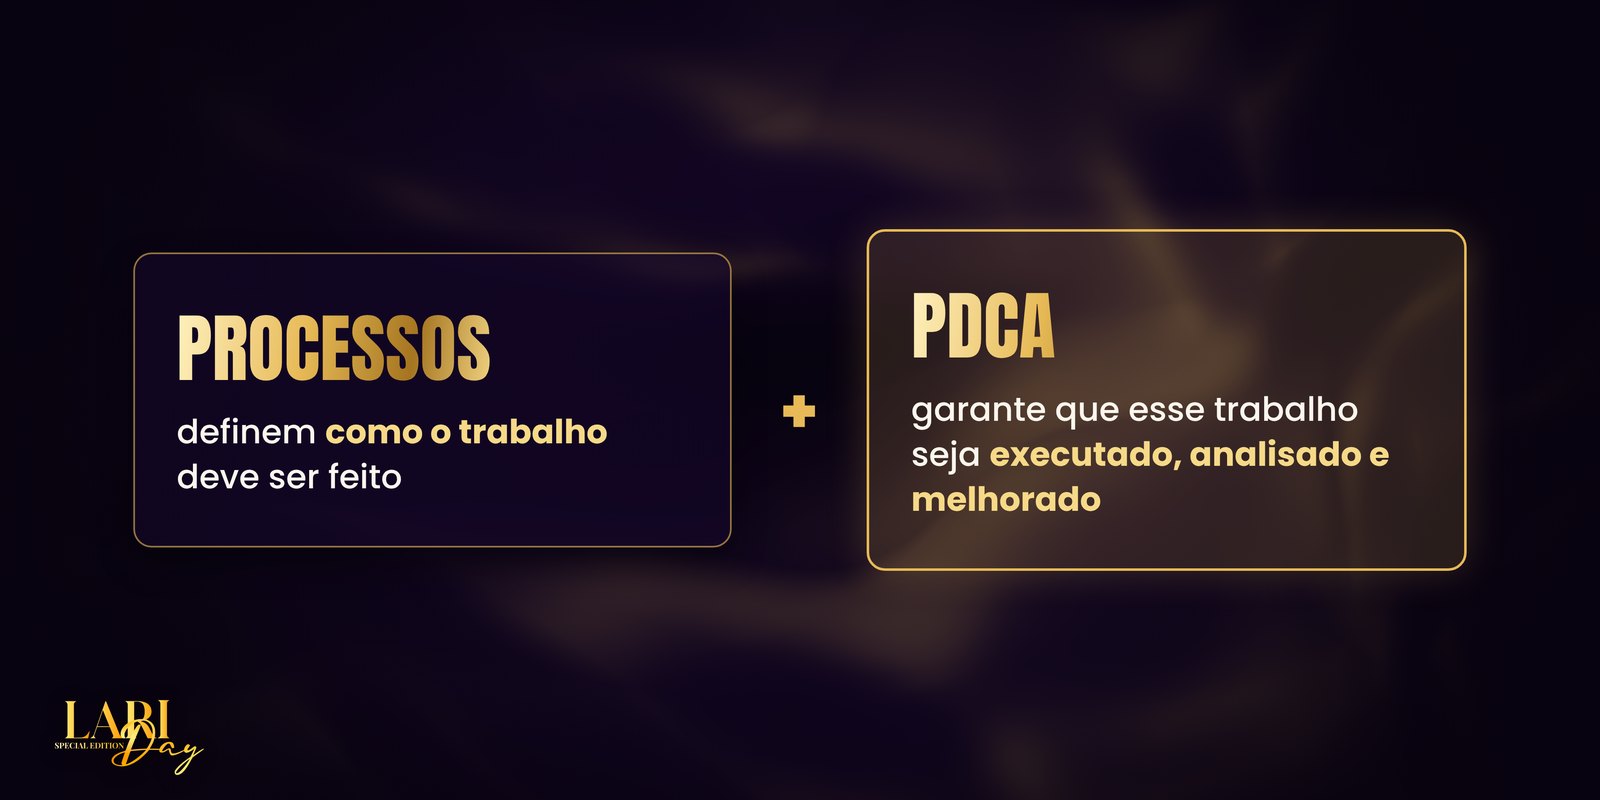 PROCESSOS
definem como o trabalho
deve ser feito
+
PDCA
garante que esse trabalho
seja executado, analisado e
melhorado
LARI
SPECIAL EDITION Day